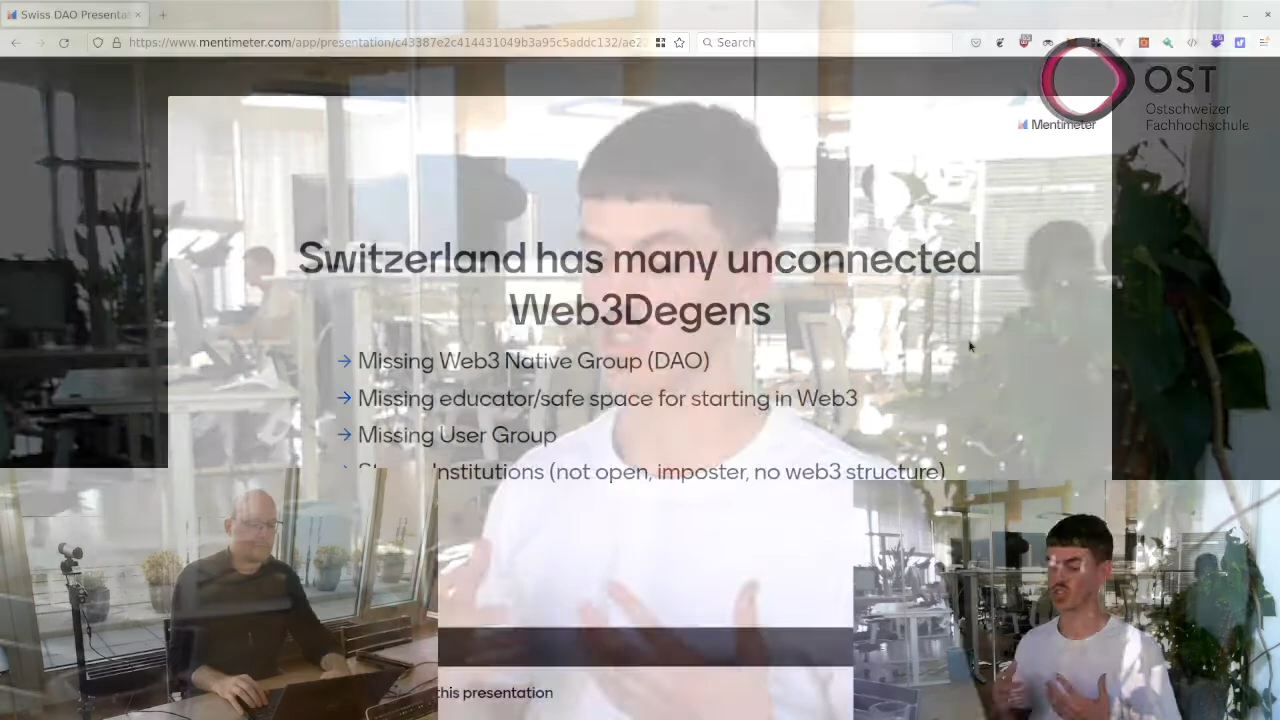 Swiss DAO Presenta
https://www.mentimeter.com/app/presentation/c43387e2c414431049b3a95c5addc132/ae2
Search
OST
Ostschweizer
Fachhochschule
Mentimeter
Switzerland has many unconnected
Web3Degens
→ Missing Web3 Native Group (DAO)
→ Missing educator/safe space for starting in Web3
→ Missing User Group
Institutions (not open, imposter, no web3 structure)
this presentation